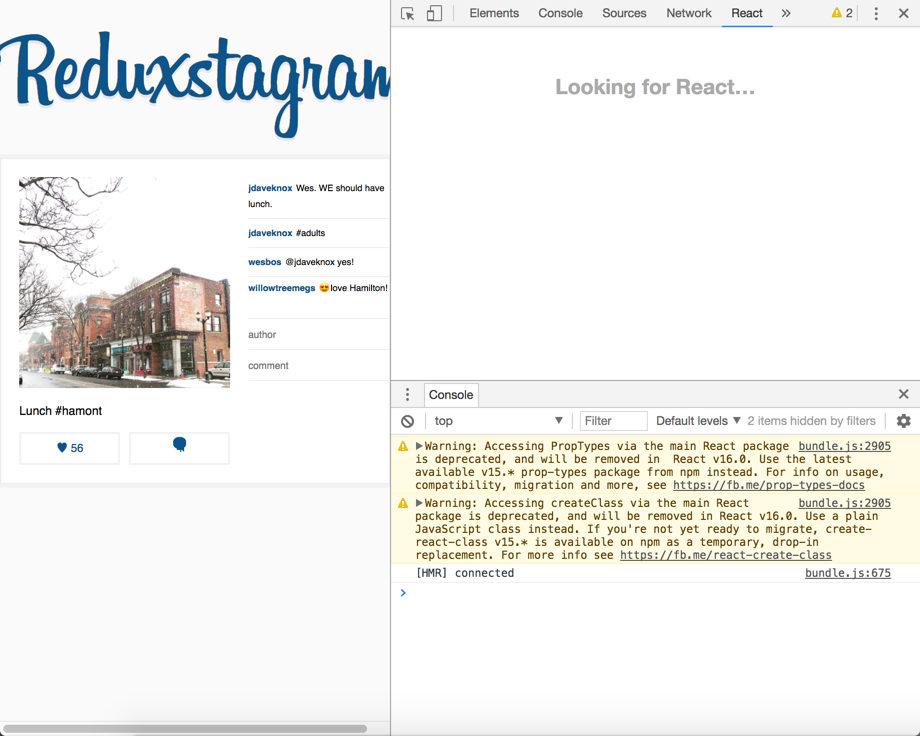 Reduxstagram
jdaveknox Wes. WE should have
lunch.
jdaveknox #adults
wesbos @jdaveknox yes!
willowtreemegs 😍love Hamilton!
author
comment
Lunch #hamont
56
Elements Console Sources Network React » 2
Looking for React…
Console
top Filter Default levels 2 items hidden by filters
Warning: Accessing PropTypes via the main React package bundle.js:2905
is deprecated, and will be removed in  React v16.0. Use the latest
available v15.* prop-types package from npm instead. For info on usage,
compatibility, migration and more, see https://fb.me/prop-types-docs
Warning: Accessing createClass via the main React bundle.js:2905
package is deprecated, and will be removed in React v16.0. Use a plain
JavaScript class instead. If you're not yet ready to migrate, create-
react-class v15.* is available on npm as a temporary, drop-in
replacement. For more info see https://fb.me/react-create-class
[HMR] connected bundle.js:675